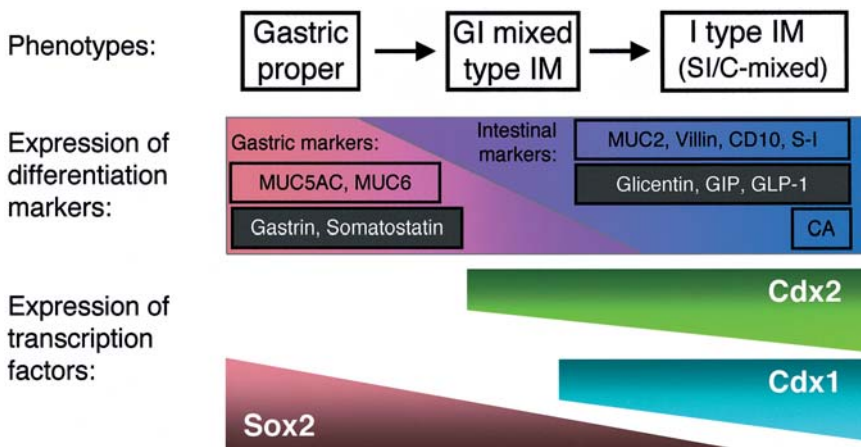 Phenotypes:
Gastric
proper
GI mixed
type IM
I type IM
(SI/C-mixed)
Expression of
differentiation
markers:
Gastric markers:
MUC5AC, MUC6
Gastrin, Somatostatin
Intestinal
markers:
MUC2, Villin, CD10, S-I
Glicentin, GIP, GLP-1
CA
Expression of
transcription
factors:
Cdx2
Cdx1
Sox2